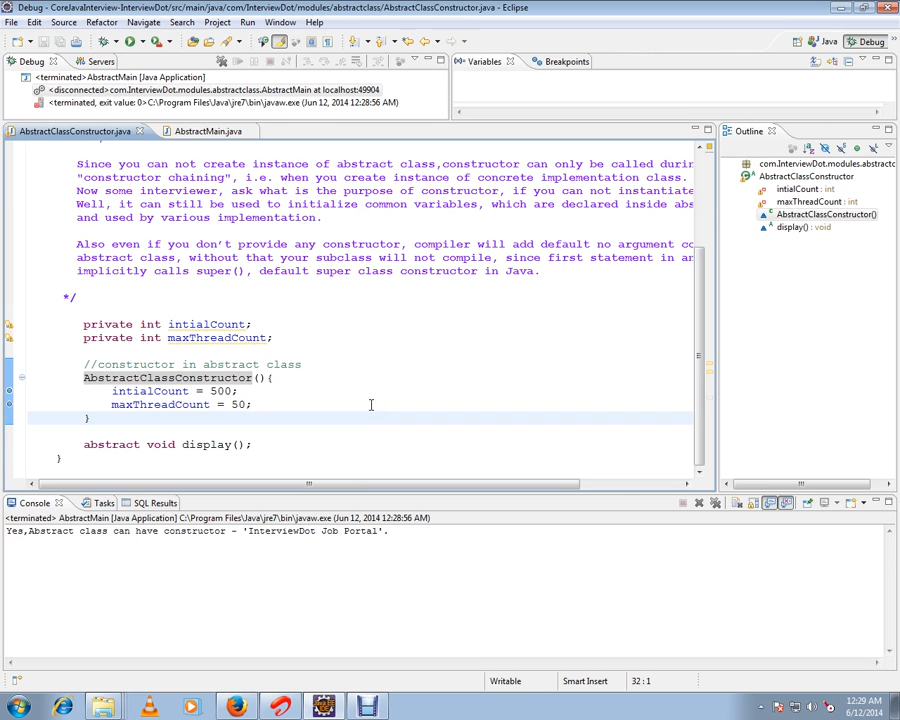 Debug - CoreJavaInterview-InterviewDot/src/main/java/com/InterviewDot/modules/abstractclass/AbstractClassConstructor.java - Eclipse
File Edit Source Refactor Navigate Search Project Run Window Help
Java Debug
Debug Servers
Variables Breakpoints
<terminated> AbstractMain [Java Application]
<disconnected> com.InterviewDot.modules.abstractclass.AbstractMain at localhost:49904
<terminated, exit value: 0> C:\Program Files\Java\jre7\bin\javaw.exe (Jun 12, 2014 12:28:56 AM)
AbstractClassConstructor.java AbstractMain.java
Outline
Since you can not create instance of abstract class,constructor can only be called durin
"constructor chaining", i.e. when you create instance of concrete implementation class.
Now some interviewer, ask what is the purpose of constructor, if you can not instantiate
Well, it can still be used to initialize common variables, which are declared inside abs
and used by various implementation.
Also even if you don't provide any constructor, compiler will add default no argument co
abstract class, without that your subclass will not compile, since first statement in an
implicitly calls super(), default super class constructor in Java.
*/
private int intialCount;
private int maxThreadCount;
//constructor in abstract class
AbstractClassConstructor(){
intialCount = 500;
maxThreadCount = 50;
}
abstract void display();
}
com.InterviewDot.modules.abstractc
AbstractClassConstructor
intialCount : int
maxThreadCount : int
AbstractClassConstructor()
display() : void
Console Tasks SQL Results
<terminated> AbstractMain [Java Application] C:\Program Files\Java\jre7\bin\javaw.exe (Jun 12, 2014 12:28:56 AM)
Yes,Abstract class can have constructor - 'InterviewDot Job Portal'.
Writable Smart Insert 32 : 1
12:29 AM
6/12/2014